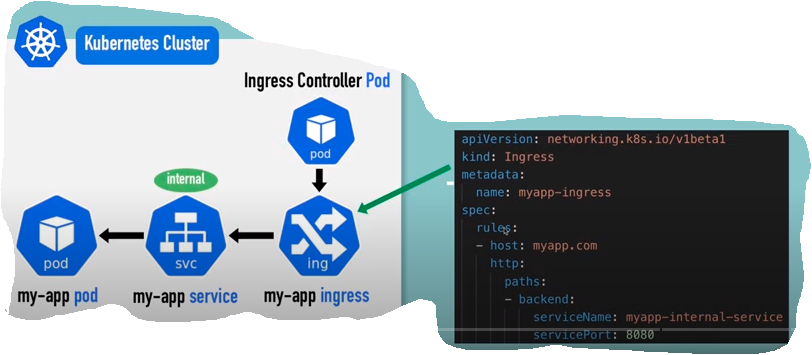 Kubernetes Cluster
Ingress Controller Pod
pod
internal
pod
svc
ing
my-app pod
my-app service
my-app ingress
apiVersion: networking.k8s.io/v1beta1
kind: Ingress
metadata:
  name: myapp-ingress
spec:
  rules:
  - host: myapp.com
    http:
      paths:
      - backend:
          serviceName: myapp-internal-service
          servicePort: 8080